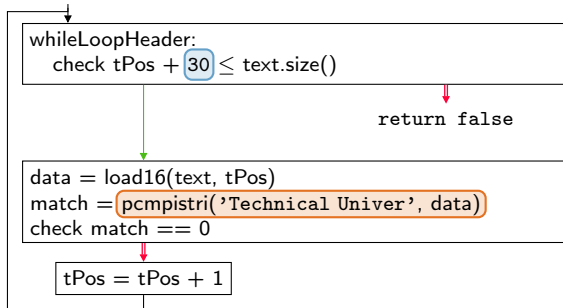 whileLoopHeader:
check tPos + 30 ≤ text.size()
return false
data = load16(text, tPos)
match = pcmpistri('Technical Univer', data)
check match == 0
tPos = tPos + 1